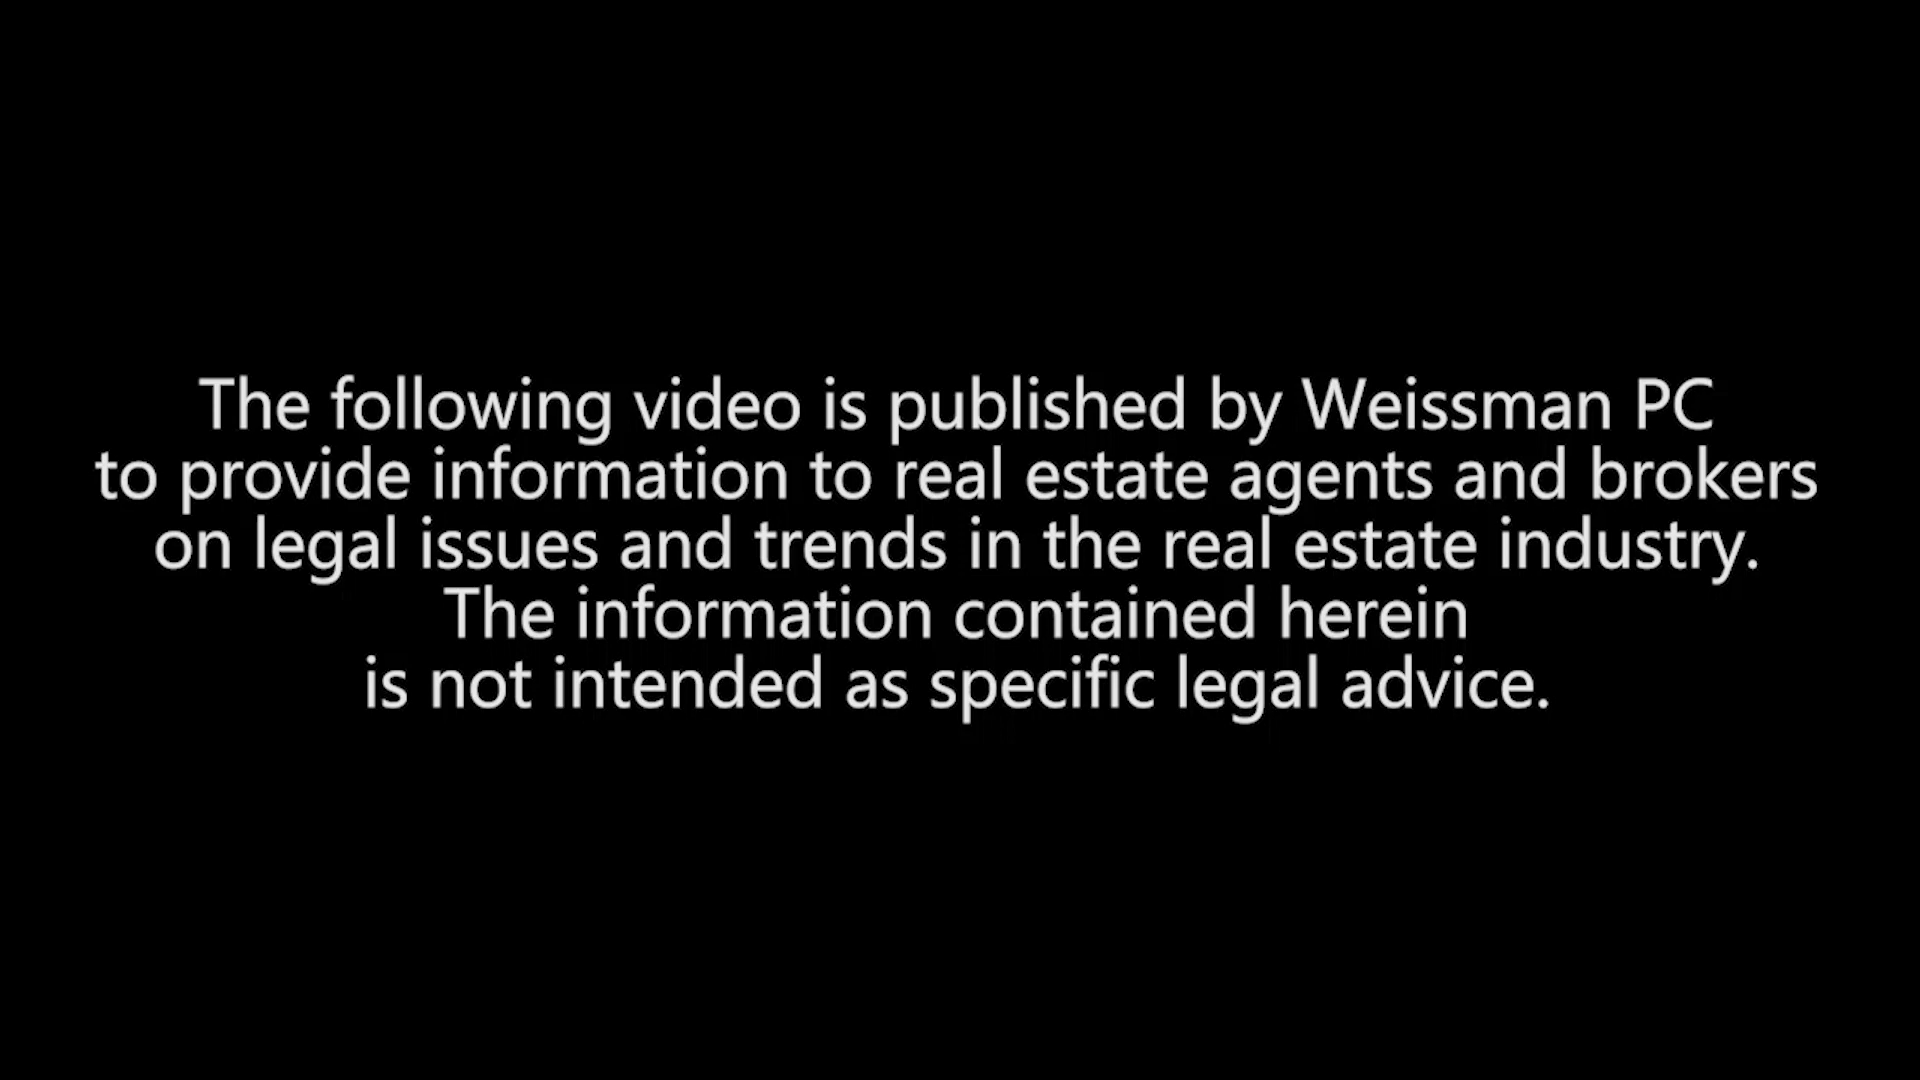 The following video is published by Weissman PC
to provide information to real estate agents and brokers
on legal issues and trends in the real estate industry.
The information contained herein
is not intended as specific legal advice.